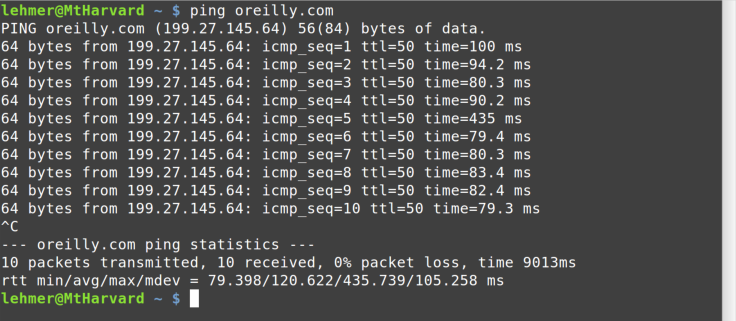 lehmer@MtHarvard ~ $ ping oreilly.com
PING oreilly.com (199.27.145.64) 56(84) bytes of data.
64 bytes from 199.27.145.64: icmp_seq=1 ttl=50 time=100 ms
64 bytes from 199.27.145.64: icmp_seq=2 ttl=50 time=94.2 ms
64 bytes from 199.27.145.64: icmp_seq=3 ttl=50 time=80.3 ms
64 bytes from 199.27.145.64: icmp_seq=4 ttl=50 time=90.2 ms
64 bytes from 199.27.145.64: icmp_seq=5 ttl=50 time=435 ms
64 bytes from 199.27.145.64: icmp_seq=6 ttl=50 time=79.4 ms
64 bytes from 199.27.145.64: icmp_seq=7 ttl=50 time=80.3 ms
64 bytes from 199.27.145.64: icmp_seq=8 ttl=50 time=83.4 ms
64 bytes from 199.27.145.64: icmp_seq=9 ttl=50 time=82.4 ms
64 bytes from 199.27.145.64: icmp_seq=10 ttl=50 time=79.3 ms
^C
--- oreilly.com ping statistics ---
10 packets transmitted, 10 received, 0% packet loss, time 9013ms
rtt min/avg/max/mdev = 79.398/120.622/435.739/105.258 ms
lehmer@MtHarvard ~ $